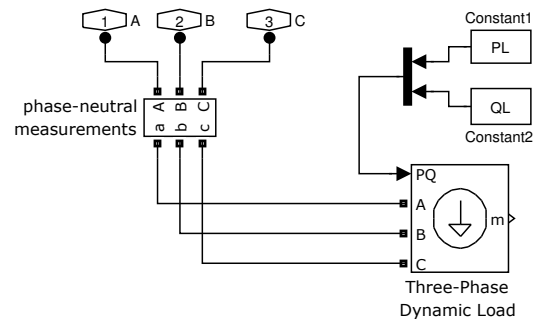 Constant1
1 A 2 B 3 C
PL
phase-neutral
measurements
A B C
a b c
QL
Constant2
PQ
A
B
C
m
Three-Phase
Dynamic Load